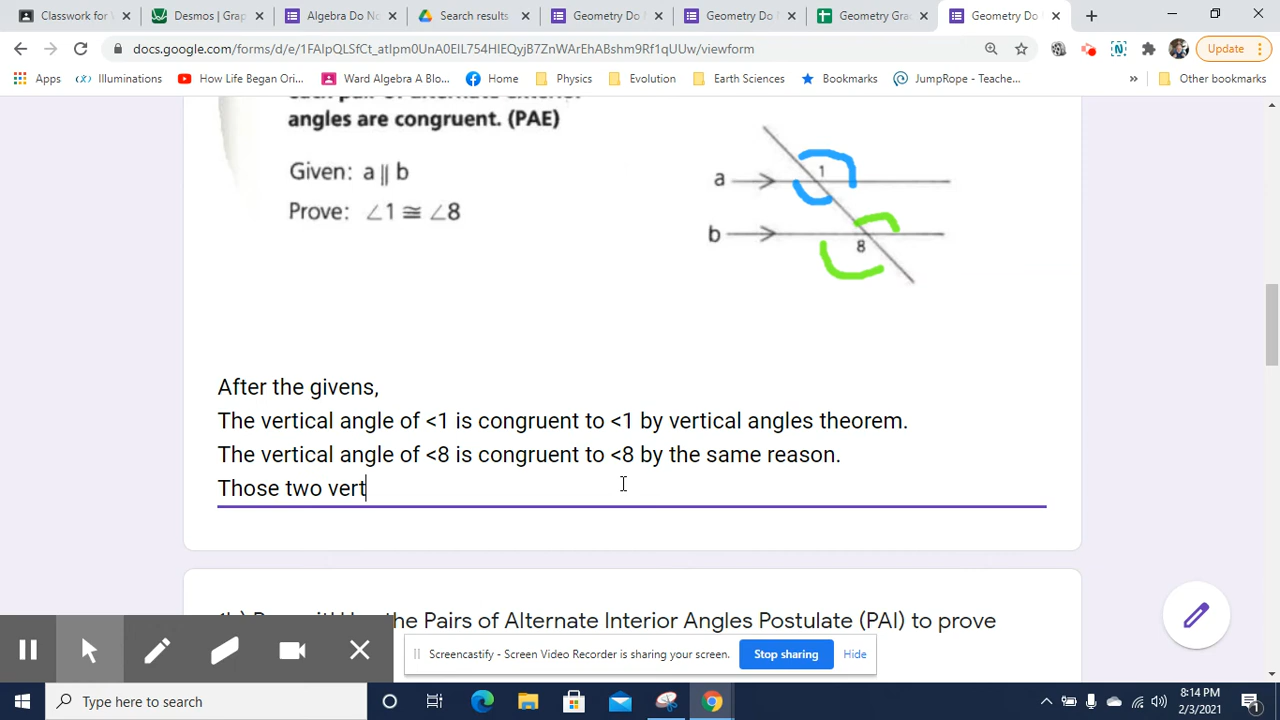 Classroom for Y
Desmos | Grap
Algebra Do No
Search results
Geometry Do N
Geometry Do N
Geometry Grad
Geometry Do
docs.google.com/forms/d/e/1FAIpQLSfCt_atIpm0UnA0EIL754HIEQyjB7ZnWArEhABshm9Rf1qUUw/viewform
Update
Apps
Illuminations
How Life Began Ori...
Ward Algebra A Blo...
Home
Physics
Evolution
Earth Sciences
Bookmarks
JumpRope - Teache...
»
Other bookmarks
angles are congruent. (PAE)
Given: a || b
Prove: ∠1 ≅ ∠8
a
1
b
8
After the givens,
The vertical angle of <1 is congruent to <1 by vertical angles theorem.
The vertical angle of <8 is congruent to <8 by the same reason.
Those two vert
the Pairs of Alternate Interior Angles Postulate (PAI) to prove
Screencastify - Screen Video Recorder is sharing your screen.
Stop sharing
Hide
Type here to search
8:14 PM
2/3/2021
1